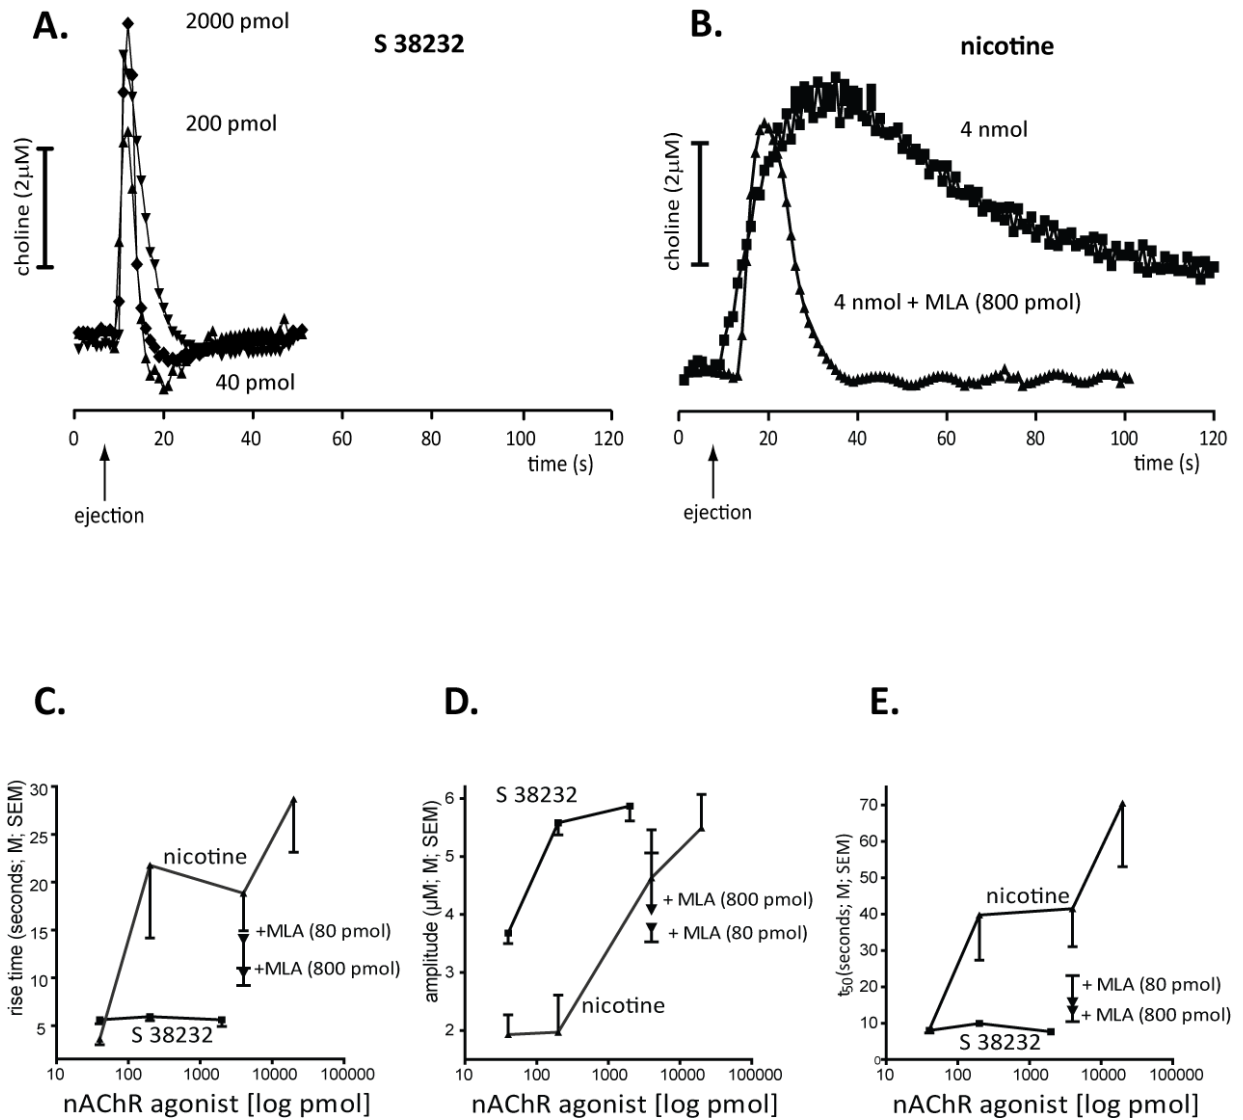 A.
2000 pmol
S 38232
200 pmol
choline (2µM)
40 pmol
0 20 40 60 80 100 120
time (s)
ejection
B.
nicotine
4 nmol
choline (2µM)
4 nmol + MLA (800 pmol)
0 20 40 60 80 100 120
time (s)
ejection
C.
rise time (seconds; M; SEM)
30
25
20
15
10
5
nicotine
+MLA (80 pmol)
+MLA (800 pmol)
S 38232
10 100 1000 10000 100000
nAChR agonist [log pmol]
D.
amplitude (µM; M; SEM)
6
5
4
3
2
S 38232
+ MLA (800 pmol)
+ MLA (80 pmol)
nicotine
10 100 1000 10000 100000
nAChR agonist [log pmol]
E.
t50(seconds; M; SEM)
70
60
50
40
30
20
10
0
nicotine
+ MLA (80 pmol)
+ MLA (800 pmol)
S 38232
10 100 1000 10000 100000
nAChR agonist [log pmol]